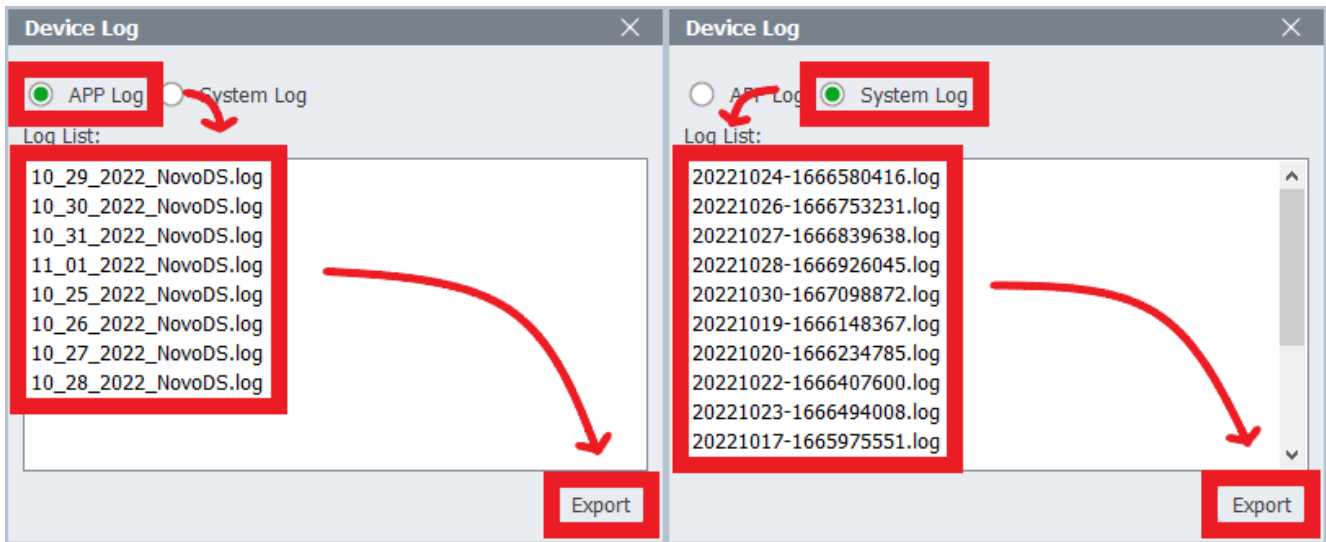 Device Log
APP Log System Log
Log List:
10_29_2022_NovoDS.log
10_30_2022_NovoDS.log
10_31_2022_NovoDS.log
11_01_2022_NovoDS.log
10_25_2022_NovoDS.log
10_26_2022_NovoDS.log
10_27_2022_NovoDS.log
10_28_2022_NovoDS.log
Export
Device Log
APP Log System Log
Log List:
20221024-1666580416.log
20221026-1666753231.log
20221027-1666839638.log
20221028-1666926045.log
20221030-1667098872.log
20221019-1666148367.log
20221020-1666234785.log
20221022-1666407600.log
20221023-1666494008.log
20221017-1665975551.log
Export